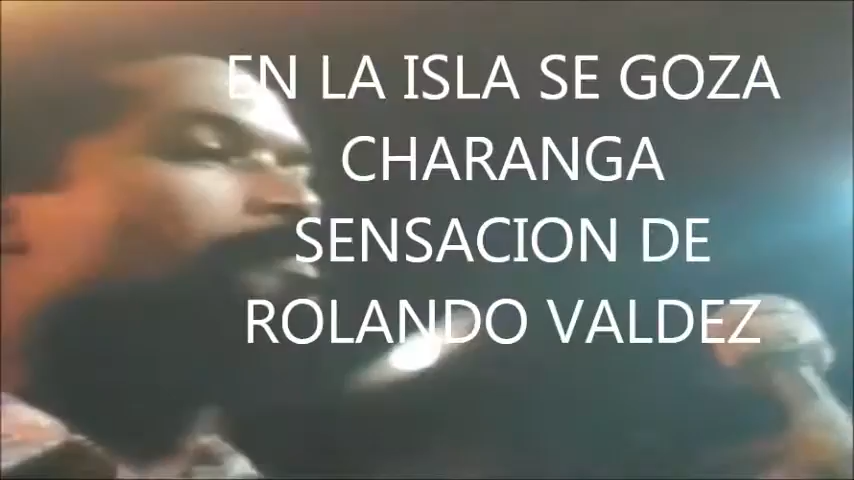 EN LA ISLA SE GOZA
CHARANGA
SENSACION DE
ROLANDO VALDEZ